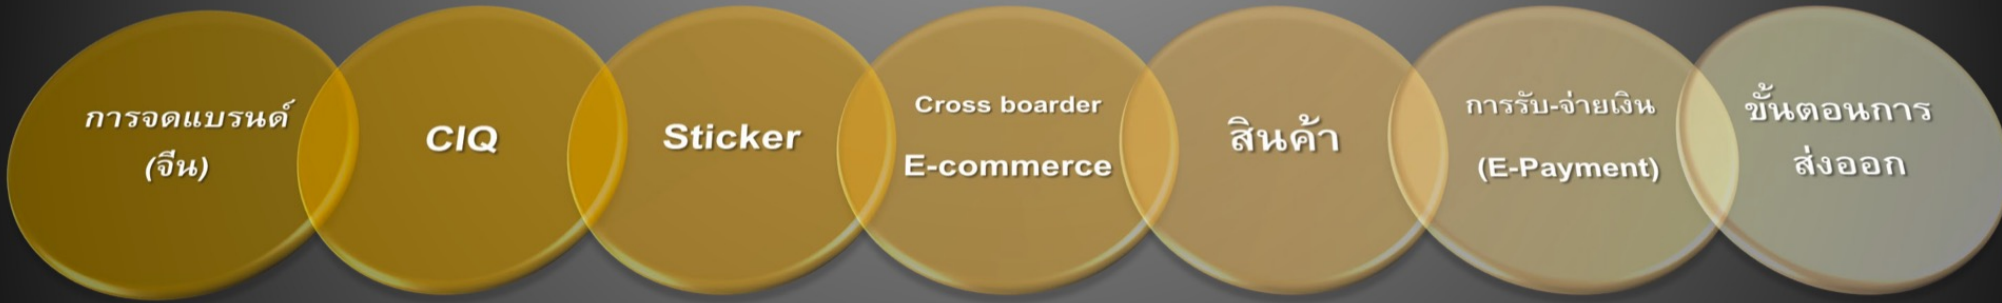 การจดแบรนด์
(จีน)
CIQ
Sticker
Cross boarder
E-commerce
สินค้า
การรับ-จ่ายเงิน
(E-Payment)
ขั้นตอนการ
ส่งออก